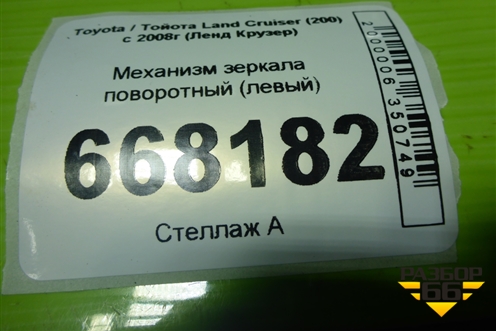 Toyota / Тойота Land Cruiser (200)
с 2008г (Ленд Крузер)
Механизм зеркала
поворотный (левый)
668182
Стеллаж А
2000006350749
РАЗБОР
66